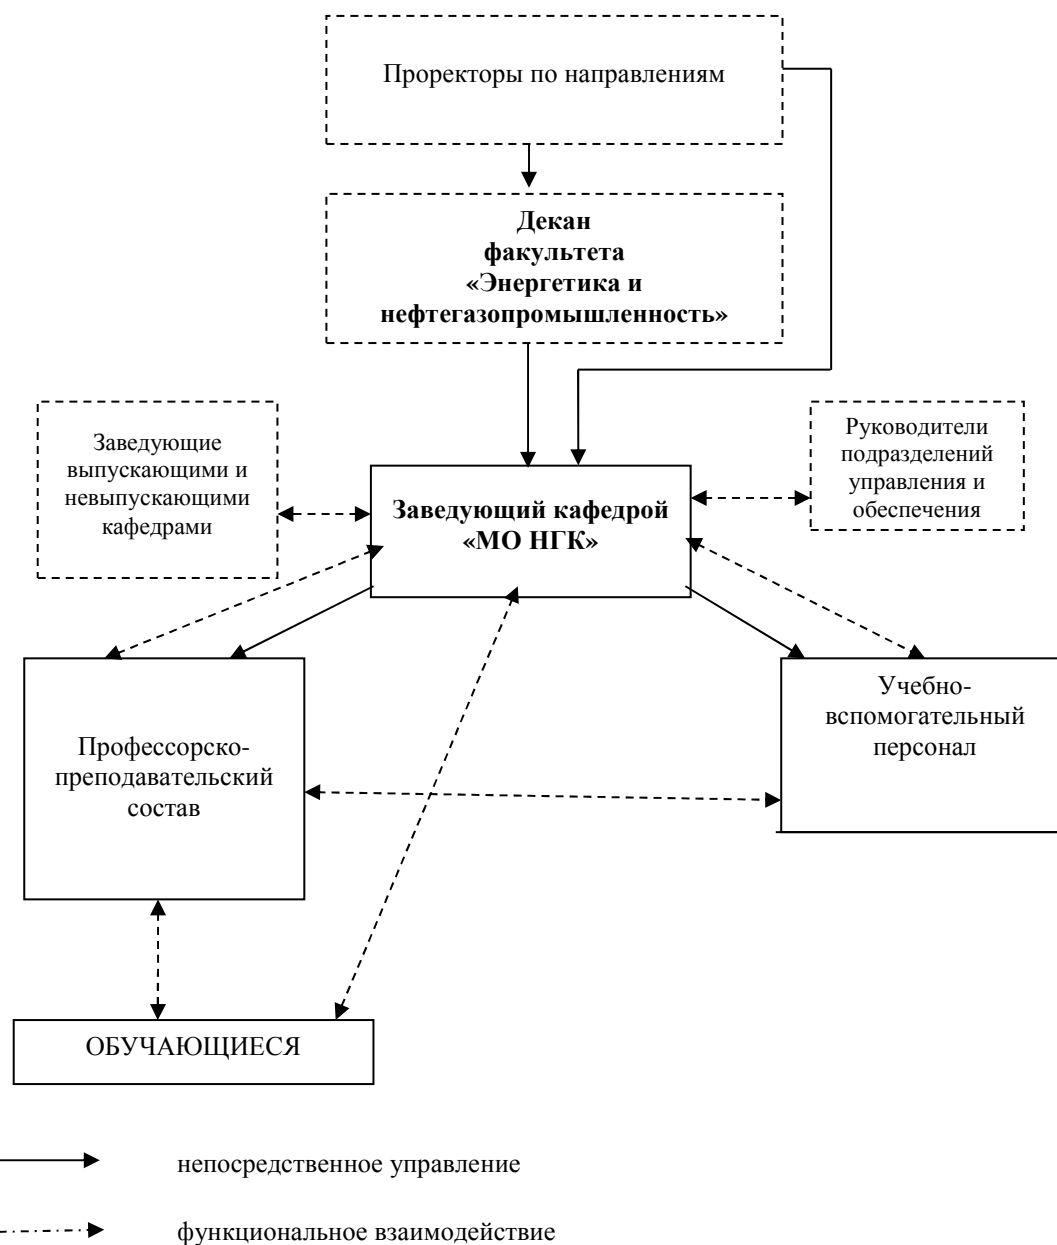 Проректоры по направлениям
Декан
факультета
«Энергетика и
нефтегазопромышленность»
Заведующие
выпускающими и
невыпускающими
кафедрами
Руководители
подразделений
управления и
обеспечения
Заведующий кафедрой
«МО НГК»
Профессорско-
преподавательский
состав
Учебно-
вспомогательный
персонал
ОБУЧАЮЩИЕСЯ
непосредственное управление
функциональное взаимодействие